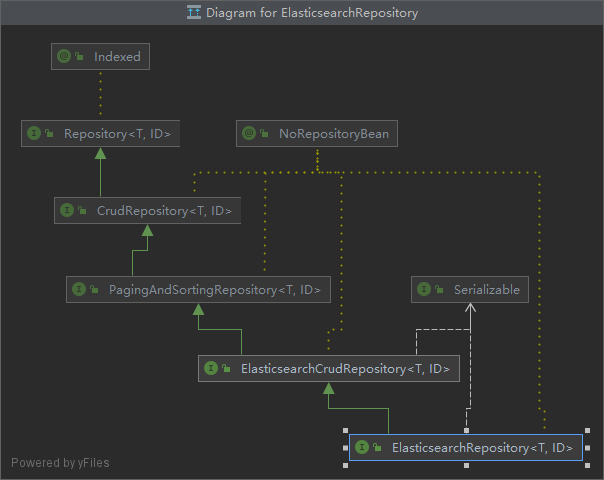 Diagram for ElasticsearchRepository
Indexed
Repository<T, ID>
NoRepositoryBean
CrudRepository<T, ID>
PagingAndSortingRepository<T, ID>
Serializable
ElasticsearchCrudRepository<T, ID>
ElasticsearchRepository<T, ID>
Powered by yFiles